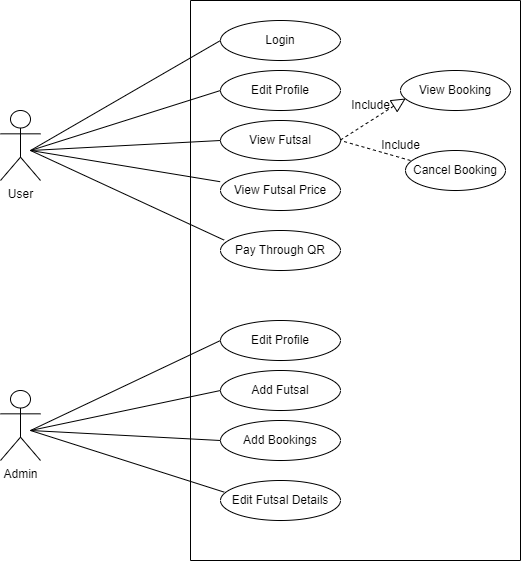 Login
Edit Profile
View Booking
Include
View Futsal
Include
Cancel Booking
View Futsal Price
User
Pay Through QR
Edit Profile
Add Futsal
Add Bookings
Admin
Edit Futsal Details